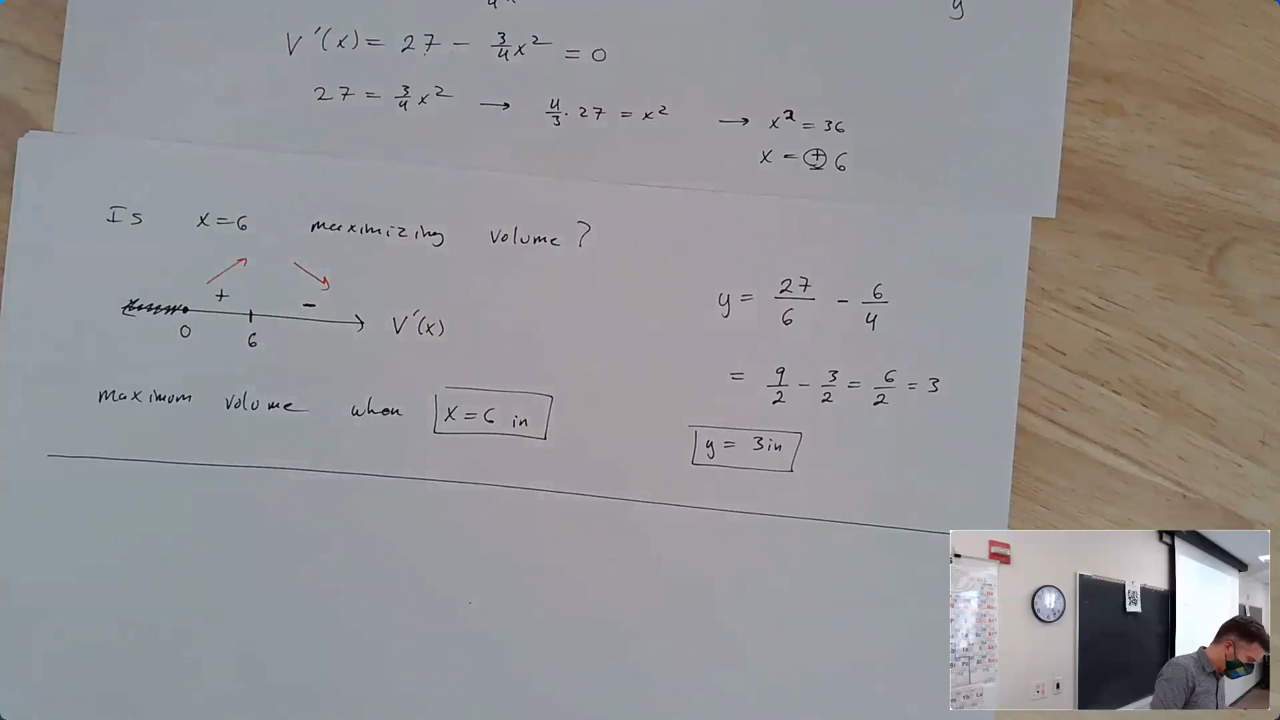 y
V'(x) = 27 - 3/4 x² = 0
27 = 3/4 x² → 4/3 · 27 = x² → x² = 36
x = ± 6
Is x=6 maximizing volume?
+ -
0 6 V'(x)
maximum volume when x = 6 in
y = 27/6 - 6/4
= 9/2 - 3/2 = 6/2 = 3
y = 3in